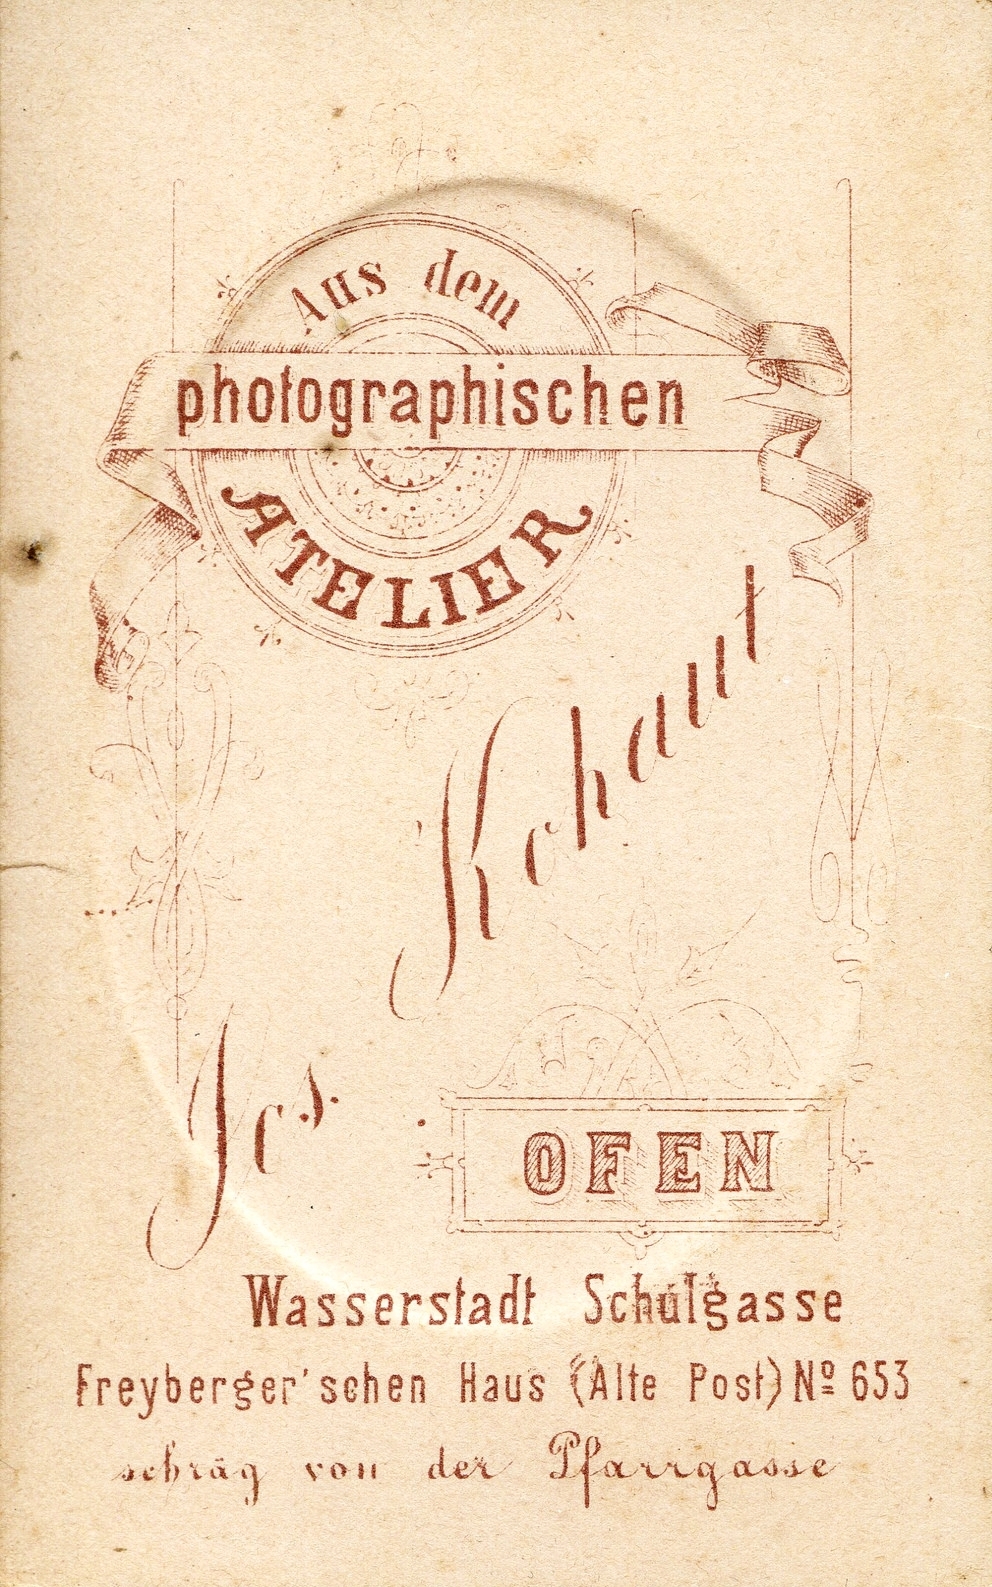 Aus dem
photographischen
ATELIER
Jos. Kohaut
OFEN
Wasserstadt Schulgasse
Freyberger'schen Haus (Alte Post) Nº 653
schräg von der Pfarrgasse